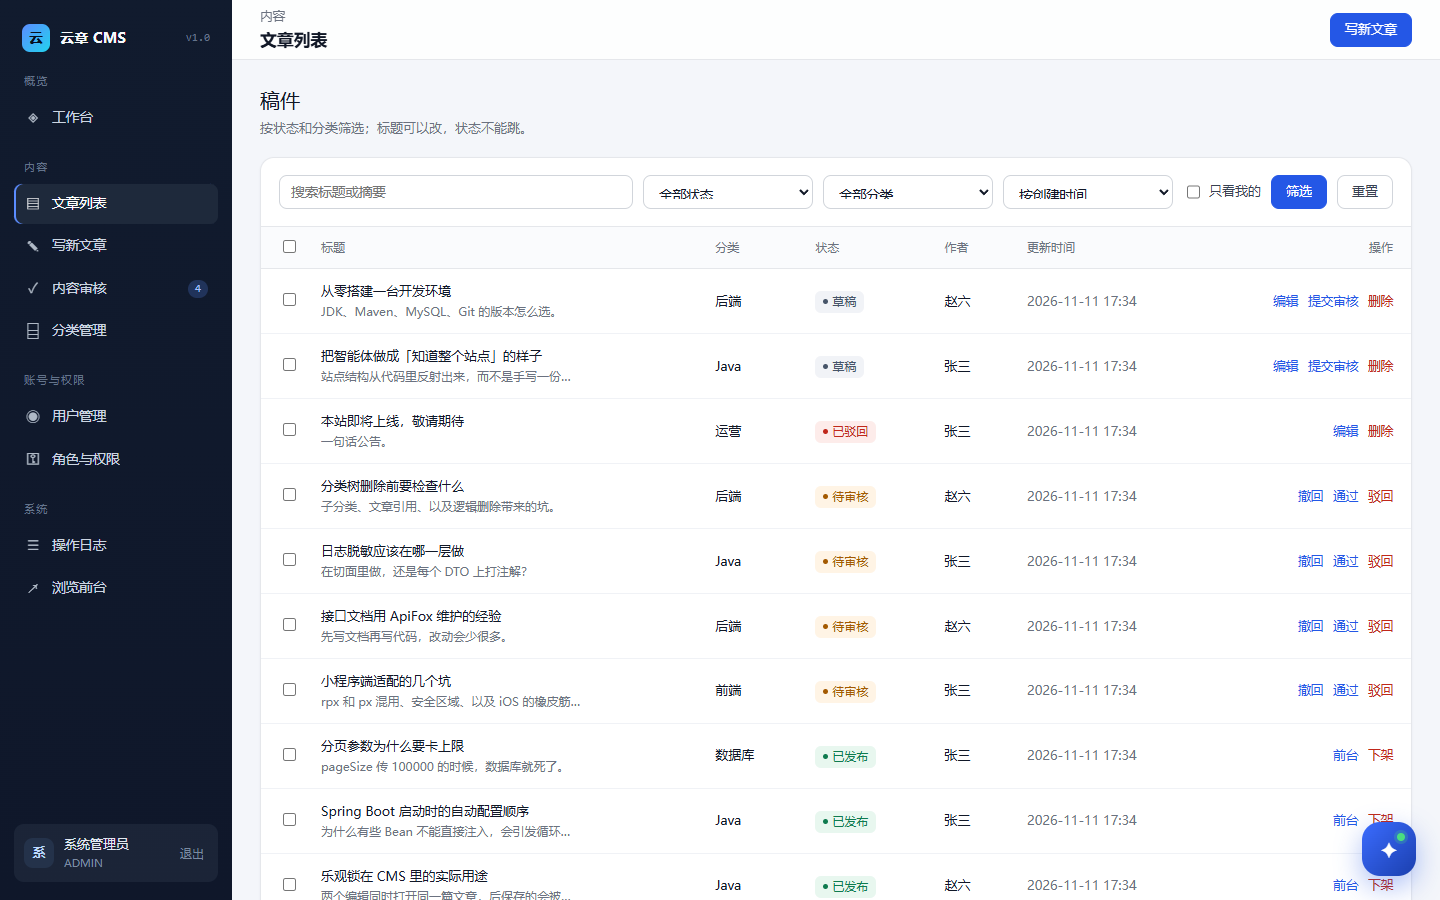 云 云章 CMS v1.0
概览
工作台
内容
文章列表
写新文章
内容审核 4
分类管理
账号与权限
用户管理
角色与权限
系统
操作日志
浏览前台
系 系统管理员
ADMIN
退出
内容
文章列表
写新文章
稿件
按状态和分类筛选；标题可以改，状态不能跳。
搜索标题或摘要 全部状态 全部分类 按创建时间 只看我的 筛选 重置
标题 分类 状态 作者 更新时间 操作
从零搭建一台开发环境
JDK、Maven、MySQL、Git 的版本怎么选。
后端 草稿 赵六 2026-11-11 17:34 编辑 提交审核 删除
把智能体做成「知道整个站点」的样子
站点结构从代码里反射出来，而不是手写一份...
Java 草稿 张三 2026-11-11 17:34 编辑 提交审核 删除
本站即将上线，敬请期待
一句话公告。
运营 已驳回 张三 2026-11-11 17:34 编辑 删除
分类树删除前要检查什么
子分类、文章引用、以及逻辑删除带来的坑。
后端 待审核 赵六 2026-11-11 17:34 撤回 通过 驳回
日志脱敏应该在哪一层做
在切面里做，还是每个 DTO 上打注解？
Java 待审核 张三 2026-11-11 17:34 撤回 通过 驳回
接口文档用 ApiFox 维护的经验
先写文档再写代码，改动会少很多。
后端 待审核 赵六 2026-11-11 17:34 撤回 通过 驳回
小程序端适配的几个坑
rpx 和 px 混用、安全区域、以及 iOS 的橡皮筋...
前端 待审核 张三 2026-11-11 17:34 撤回 通过 驳回
分页参数为什么要卡上限
pageSize 传 100000 的时候，数据库就死了。
数据库 已发布 张三 2026-11-11 17:34 前台 下架
Spring Boot 启动时的自动配置顺序
为什么有些 Bean 不能直接注入，会引发循环...
Java 已发布 张三 2026-11-11 17:34 前台 下架
乐观锁在 CMS 里的实际用途
两个编辑同时打开同一篇文章，后保存的会被...
Java 已发布 赵六 2026-11-11 17:34 前台 下架